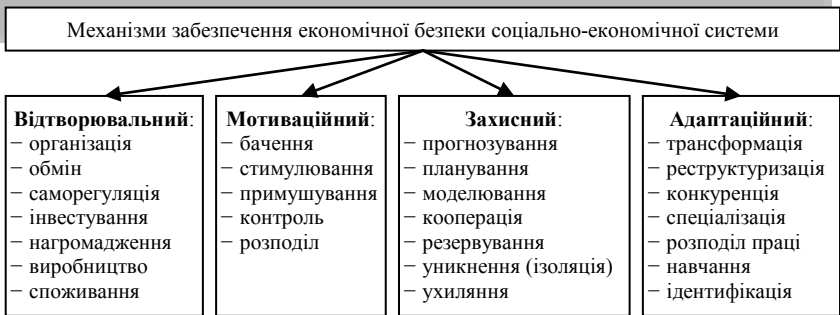 Механізми забезпечення економічної безпеки соціально-економічної системи
Відтворювальний:
− організація
− обмін
− саморегуляція
− інвестування
− нагромадження
− виробництво
− споживання
Мотиваційний:
− бачення
− стимулювання
− примушування
− контроль
− розподіл
Захисний:
− прогнозування
− планування
− моделювання
− кооперація
− резервування
− уникнення (ізоляція)
− ухиляння
Адаптаційний:
− трансформація
− реструктуризація
− конкуренція
− спеціалізація
− розподіл праці
− навчання
− ідентифікація